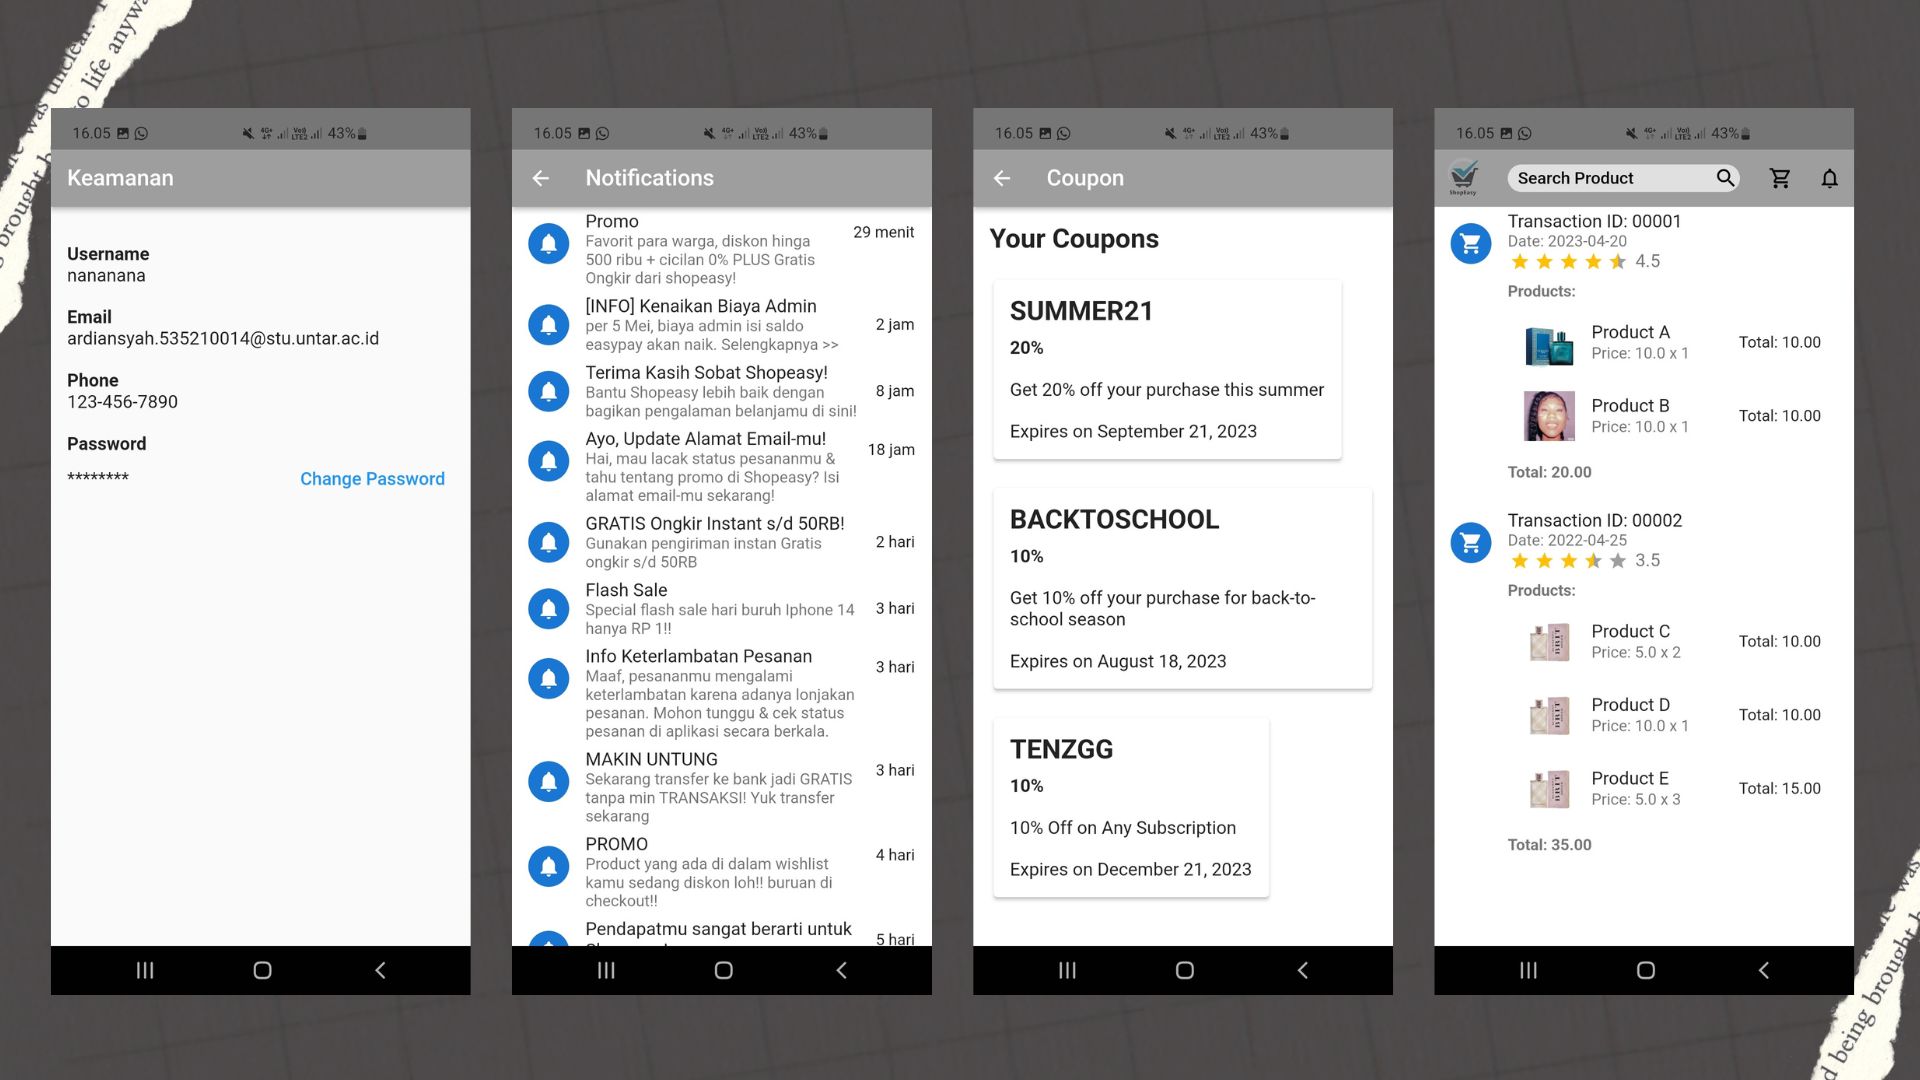 was unclear.
to life anyway
brought
16.05
43%
Keamanan
Username
nananana
Email
ardiansyah.535210014@stu.untar.ac.id
Phone
123-456-7890
Password
********
Change Password
16.05
43%
Notifications
Promo
29 menit
Favorit para warga, diskon hinga
500 ribu + cicilan 0% PLUS Gratis
Ongkir dari shopeasy!
[INFO] Kenaikan Biaya Admin
per 5 Mei, biaya admin isi saldo
2 jam
easypay akan naik. Selengkapnya >>
Terima Kasih Sobat Shopeasy!
Bantu Shopeasy lebih baik dengan
8 jam
bagikan pengalaman belanjamu di sini!
Ayo, Update Alamat Email-mu!
18 jam
Hai, mau lacak status pesananmu &
tahu tentang promo di Shopeasy? Isi
alamat email-mu sekarang!
GRATIS Ongkir Instant s/d 50RB!
Gunakan pengiriman instan Gratis
2 hari
ongkir s/d 50RB
Flash Sale
Special flash sale hari buruh Iphone 14
3 hari
hanya RP 1!!
Info Keterlambatan Pesanan
3 hari
Maaf, pesananmu mengalami
keterlambatan karena adanya lonjakan
pesanan. Mohon tunggu & cek status
pesanan di aplikasi secara berkala.
MAKIN UNTUNG
3 hari
Sekarang transfer ke bank jadi GRATIS
tanpa min TRANSAKSI! Yuk transfer
sekarang
PROMO
4 hari
Product yang ada di dalam wishlist
kamu sedang diskon loh!! buruan di
checkout!!
Pendapatmu sangat berarti untuk
5 hari
16.05
43%
Coupon
Your Coupons
SUMMER21
20%
Get 20% off your purchase this summer
Expires on September 21, 2023
BACKTOSCHOOL
10%
Get 10% off your purchase for back-to-
school season
Expires on August 18, 2023
TENZGG
10%
10% Off on Any Subscription
Expires on December 21, 2023
16.05
43%
ShopEasy
Search Product
Transaction ID: 00001
Date: 2023-04-20
4.5
Products:
Product A
Price: 10.0 x 1
Total: 10.00
Product B
Price: 10.0 x 1
Total: 10.00
Total: 20.00
Transaction ID: 00002
Date: 2022-04-25
3.5
Products:
Product C
Price: 5.0 x 2
Total: 10.00
Product D
Price: 10.0 x 1
Total: 10.00
Product E
Price: 5.0 x 3
Total: 15.00
Total: 35.00
was
being brought